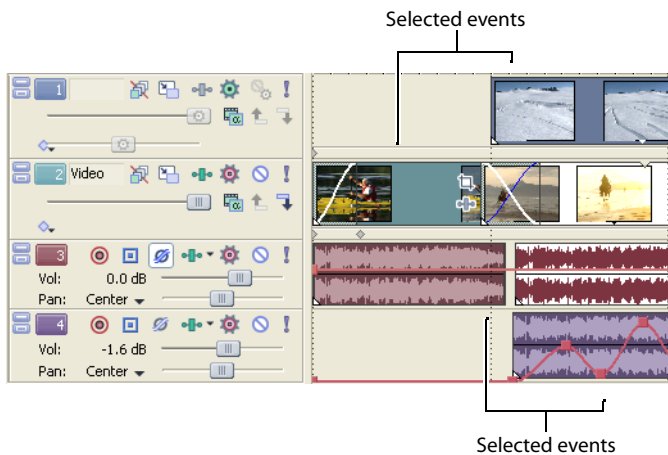 Selected events
1
2 Video
3
Vol: 0.0 dB
Pan: Center
4
Vol: -1.6 dB
Pan: Center
Selected events